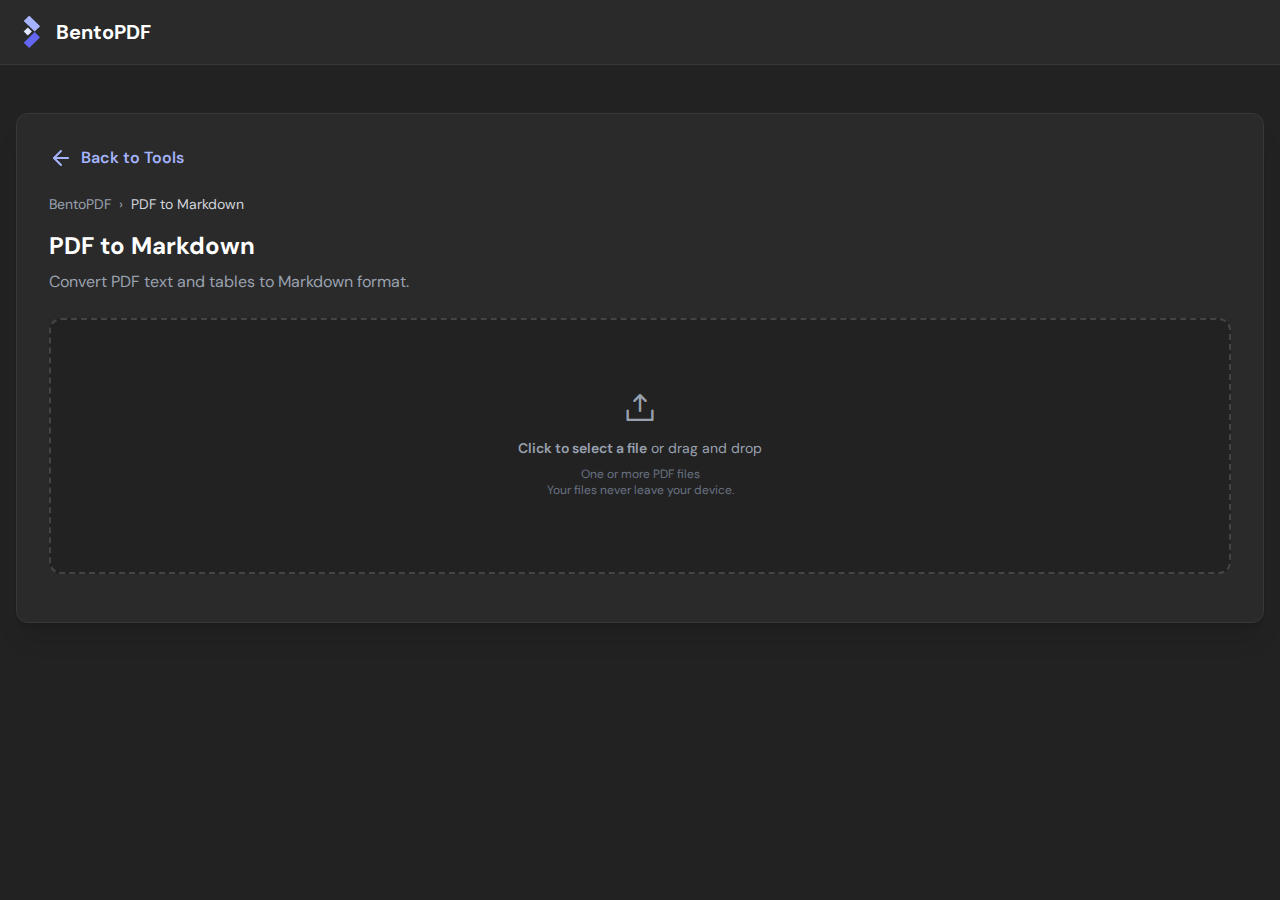 BentoPDF
Back to Tools
BentoPDF › PDF to Markdown
PDF to Markdown
Convert PDF text and tables to Markdown format.
Click to select a file or drag and drop
One or more PDF files
Your files never leave your device.